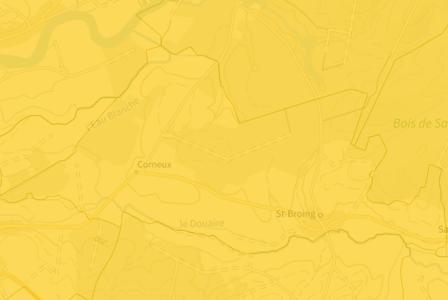 l'Eau Blanche
Bois de Sa
Corneux
St-Broing
le Douaire
Sa